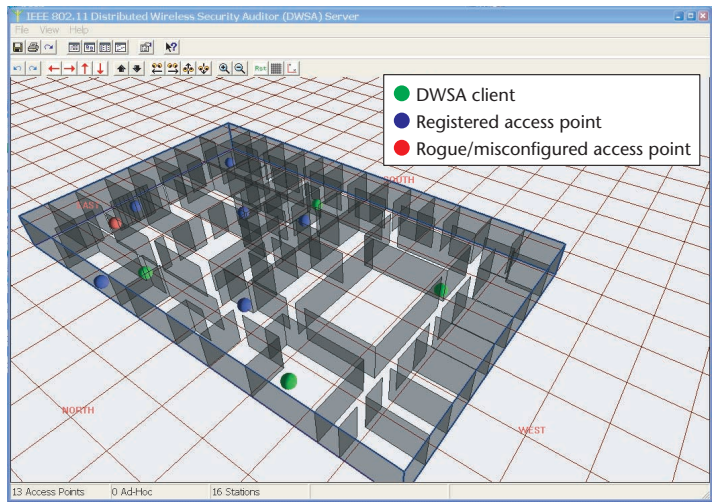 IEEE 802.11 Distributed Wireless Security Auditor (DWSA) Server
File View Help
Rot
DWSA client
Registered access point
Rogue/misconfigured access point
SOUTH
EAST
NORTH
WEST
13 Access Points 0 Ad-Hoc 16 Stations